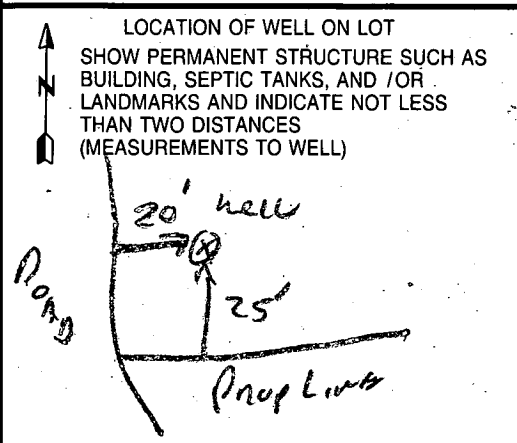 LOCATION OF WELL ON LOT
SHOW PERMANENT STRUCTURE SUCH AS
BUILDING, SEPTIC TANKS, AND /OR
LANDMARKS AND INDICATE NOT LESS
THAN TWO DISTANCES
(MEASUREMENTS TO WELL)
N
20' well
ROAD
25'
Prop Line